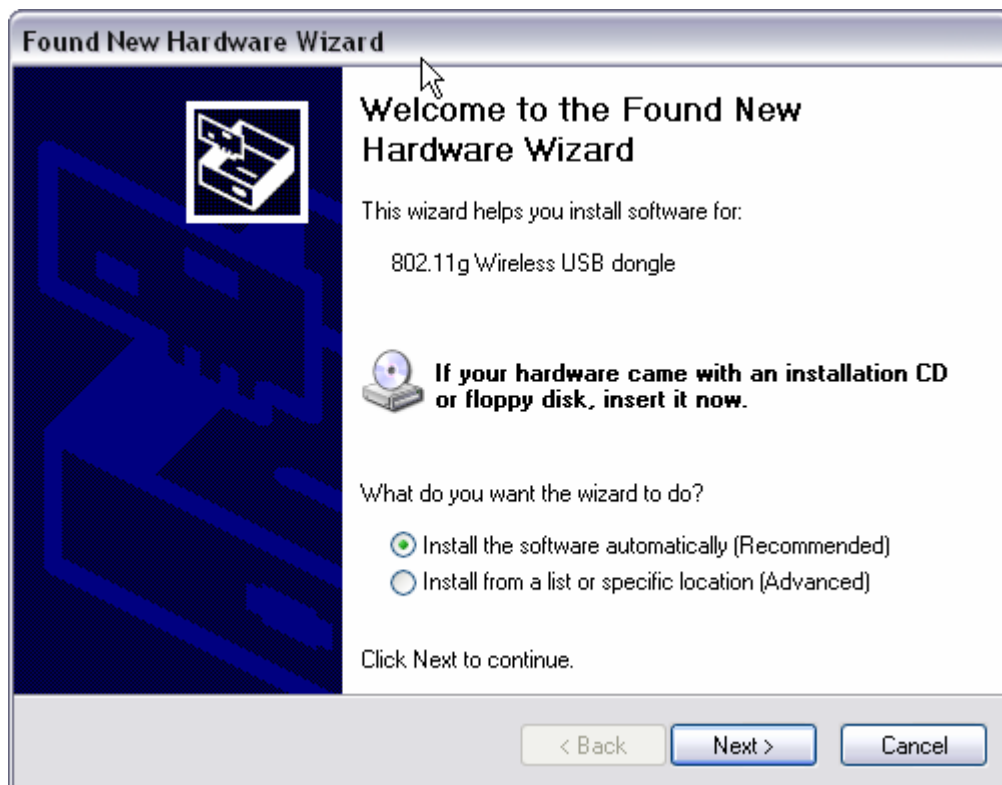 Found New Hardware Wizard
Welcome to the Found New
Hardware Wizard
This wizard helps you install software for:
802.11g Wireless USB dongle
If your hardware came with an installation CD
or floppy disk, insert it now.
What do you want the wizard to do?
Install the software automatically (Recommended)
Install from a list or specific location (Advanced)
Click Next to continue.
< Back Next > Cancel